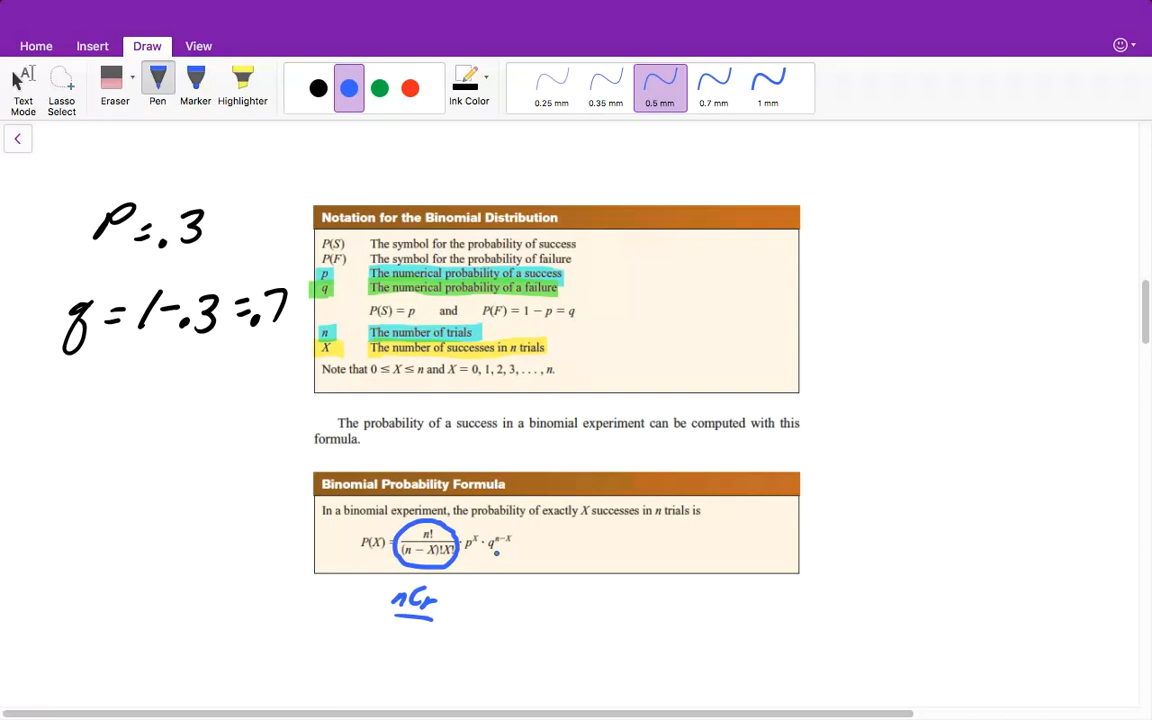 Home Insert Draw View
Text Mode Lasso Select Eraser Pen Marker Highlighter Ink Color 0.25 mm 0.35 mm 0.5 mm 0.7 mm 1 mm
P = .3
q = 1 - .3 = .7
Notation for the Binomial Distribution
P(S) The symbol for the probability of success
P(F) The symbol for the probability of failure
p The numerical probability of a success
q The numerical probability of a failure
P(S) = p and P(F) = 1 − p = q
n The number of trials
X The number of successes in n trials
Note that 0 ≤ X ≤ n and X = 0, 1, 2, 3, . . . , n.
The probability of a success in a binomial experiment can be computed with this
formula.
Binomial Probability Formula
In a binomial experiment, the probability of exactly X successes in n trials is
P(X) = n! / (n − X)!X! · p^X · q^(n−X)
nCr